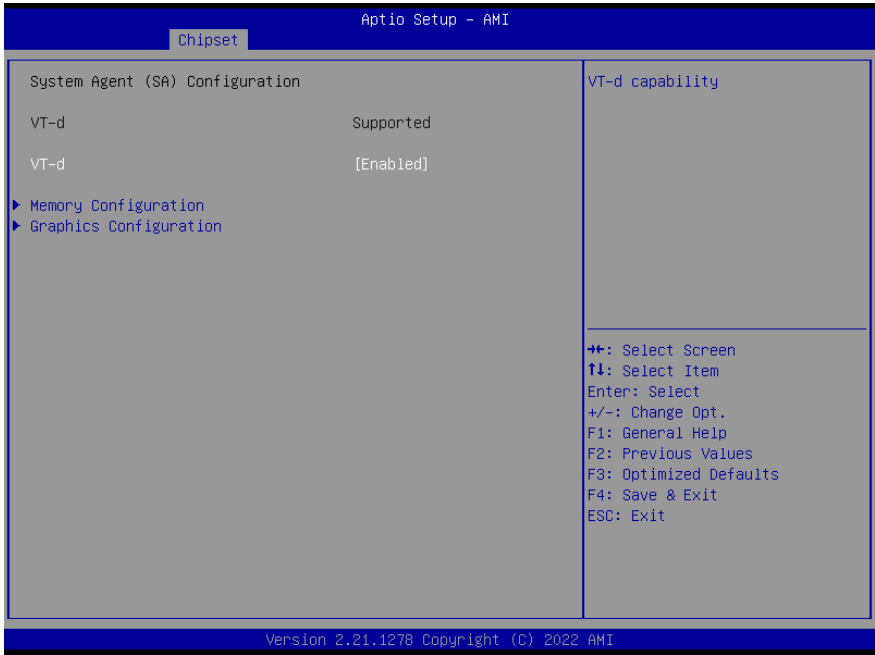 Aptio Setup – AMI
Chipset
System Agent (SA) Configuration
VT-d Supported
VT-d [Enabled]
Memory Configuration
Graphics Configuration
VT-d capability
→←: Select Screen
↑↓: Select Item
Enter: Select
+/-: Change Opt.
F1: General Help
F2: Previous Values
F3: Optimized Defaults
F4: Save & Exit
ESC: Exit
Version 2.21.1278 Copyright (C) 2022 AMI